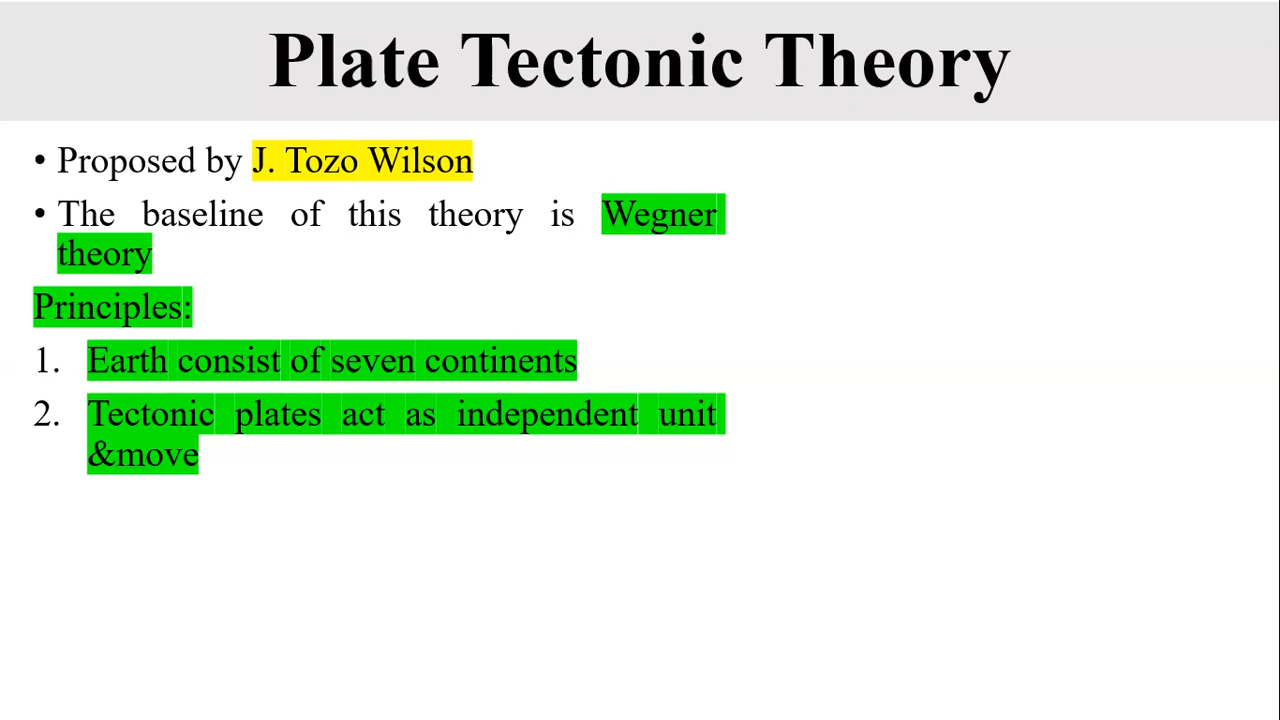 Plate Tectonic Theory
• Proposed by J. Tozo Wilson
• The baseline of this theory is Wegner
theory
Principles:
1. Earth consist of seven continents
2. Tectonic plates act as independent unit
&move